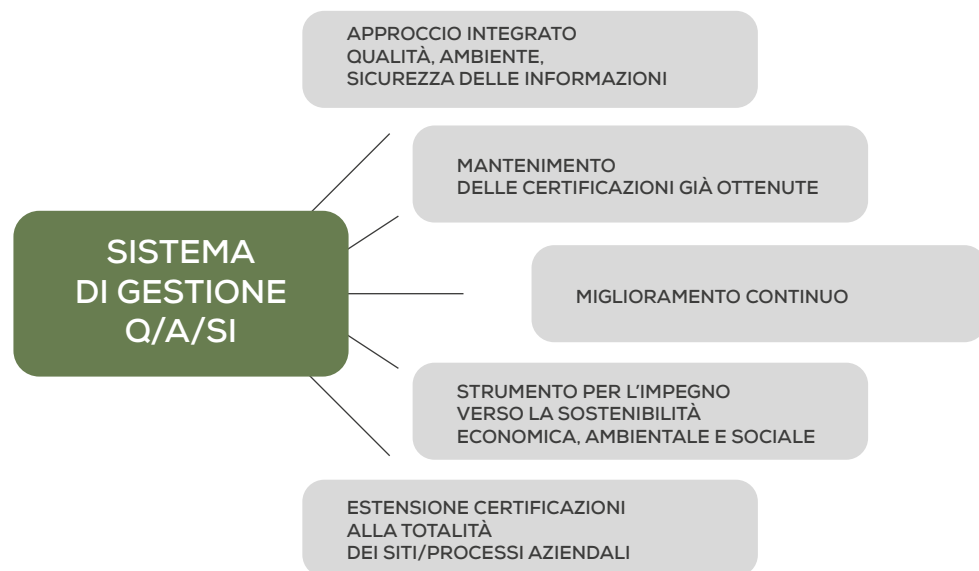 APPROCCIO INTEGRATO
QUALITÀ, AMBIENTE,
SICUREZZA DELLE INFORMAZIONI
MANTENIMENTO
DELLE CERTIFICAZIONI GIÀ OTTENUTE
SISTEMA
DI GESTIONE
Q/A/SI
MIGLIORAMENTO CONTINUO
STRUMENTO PER L’IMPEGNO
VERSO LA SOSTENIBILITÀ
ECONOMICA, AMBIENTALE E SOCIALE
ESTENSIONE CERTIFICAZIONI
ALLA TOTALITÀ
DEI SITI/PROCESSI AZIENDALI